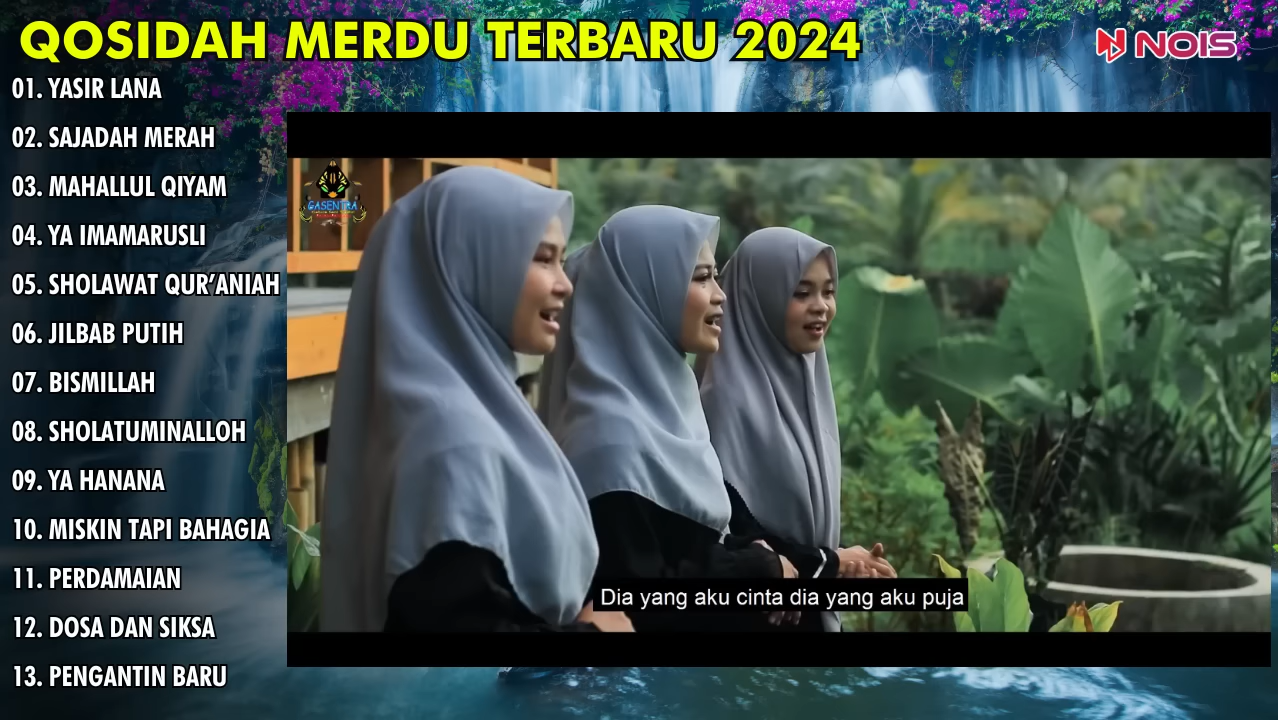 QOSIDAH MERDU TERBARU 2024
NOIS
01. YASIR LANA
02. SAJADAH MERAH
03. MAHALLUL QIYAM
04. YA IMAMARUSLI
05. SHOLAWAT QUR'ANIAH
06. JILBAB PUTIH
07. BISMILLAH
08. SHOLATUMINALLOH
09. YA HANANA
10. MISKIN TAPI BAHAGIA
11. PERDAMAIAN
12. DOSA DAN SIKSA
13. PENGANTIN BARU
GASENTRA
Dia yang aku cinta dia yang aku puja